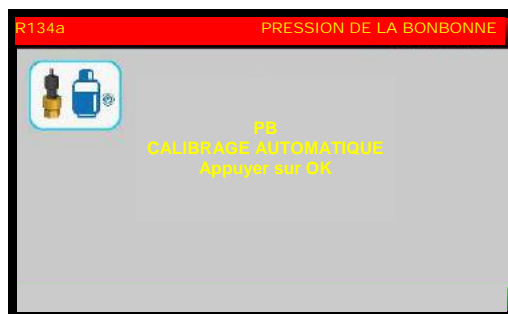 R134a PRESSION DE LA BONBONNE
PB
CALIBRAGE AUTOMATIQUE
Appuyer sur OK